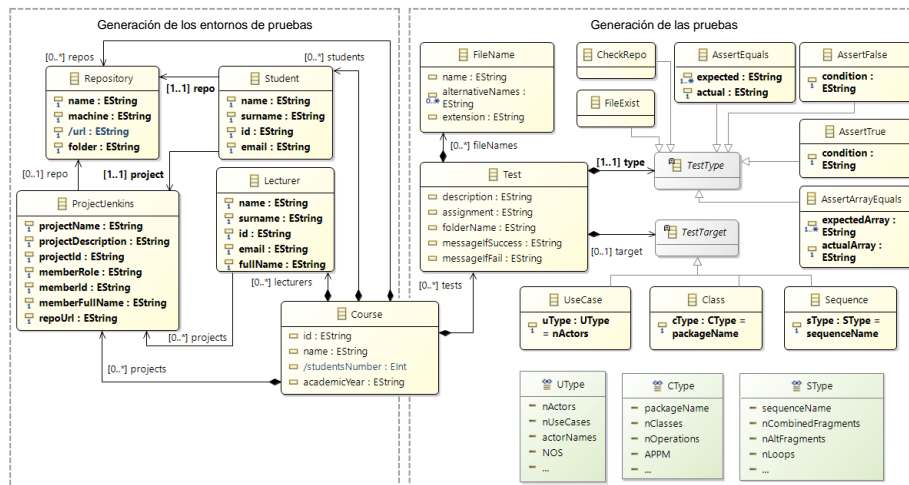 Generación de los entornos de pruebas
[0..*] repos
[0..*] students
Repository
name : EString
machine : EString
/url : EString
folder : EString
[1..1] repo
Student
name : EString
surname : EString
id : EString
email : EString
[0..1] repo
[1..1] project
ProjectJenkins
projectName : EString
projectDescription : EString
projectId : EString
memberRole : EString
memberId : EString
memberFullName : EString
repoUrl : EString
Lecturer
name : EString
surname : EString
id : EString
email : EString
fullName : EString
[0..*] lecturers
[0..*] projects
[0..*] projects
Course
id : EString
name : EString
/studentsNumber : EInt
academicYear : EString
Generación de las pruebas
FileName
name : EString
alternativeNames :
EString
extension : EString
[0..*] fileNames
CheckRepo
FileExist
AssertEquals
expected : EString
actual : EString
AssertFalse
condition :
EString
AssertTrue
condition :
EString
[1..1] type
TestType
Test
description : EString
assignment : EString
folderName : EString
messageIfSuccess : EString
messageIfFail : EString
AssertArrayEquals
expectedArray :
EString
actualArray :
EString
TestTarget
[0..1] target
[0..*] tests
UseCase
uType : UType
= nActors
Class
cType : CType =
packageName
Sequence
sType : SType =
sequenceName
UType
nActors
nUseCases
actorNames
NOS
...
CType
packageName
nClasses
nOperations
APPM
...
SType
sequenceName
nCombinedFragments
nAltFragments
nLoops
...